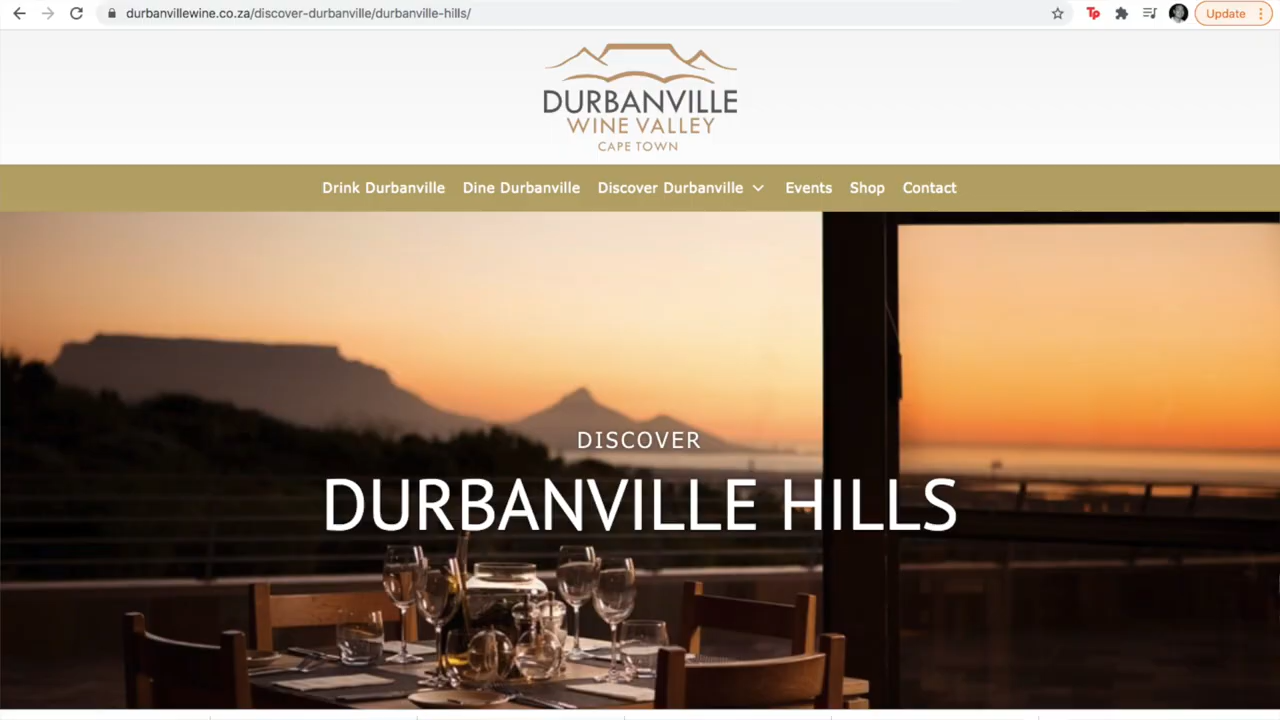 durbanvillewine.co.za/discover-durbanville/durbanville-hills/
Tp
Update
DURBANVILLE
WINE VALLEY
CAPE TOWN
Drink Durbanville Dine Durbanville Discover Durbanville Events Shop Contact
DISCOVER
DURBANVILLE HILLS